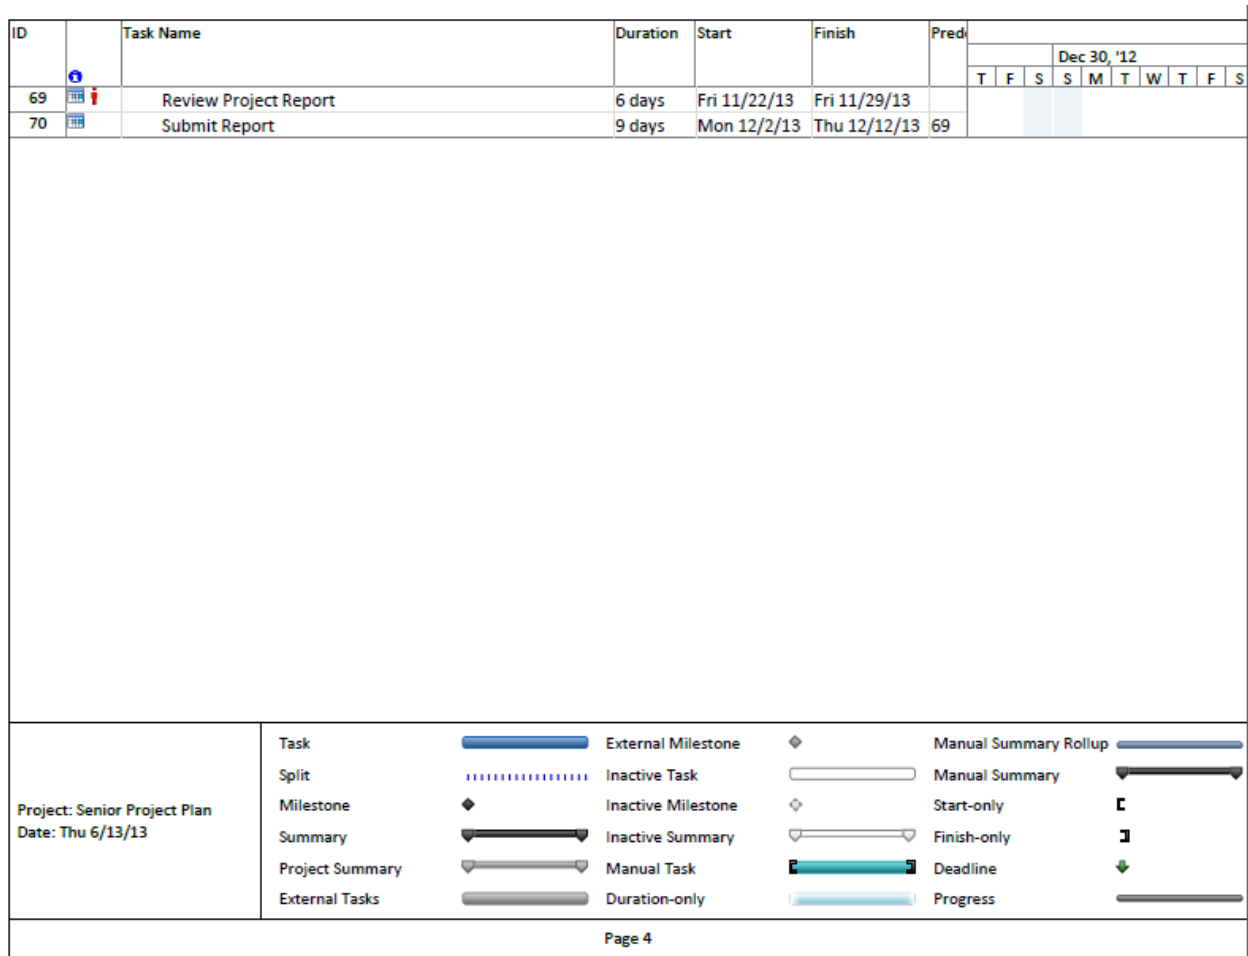 ID Task Name Duration Start Finish Prede
Dec 30, '12
T F S S M T W T F S
69 Review Project Report 6 days Fri 11/22/13 Fri 11/29/13
70 Submit Report 9 days Mon 12/2/13 Thu 12/12/13 69
Project: Senior Project Plan
Date: Thu 6/13/13
Task External Milestone Manual Summary Rollup
Split Inactive Task Manual Summary
Milestone Inactive Milestone Start-only
Summary Inactive Summary Finish-only
Project Summary Manual Task Deadline
External Tasks Duration-only Progress
Page 4